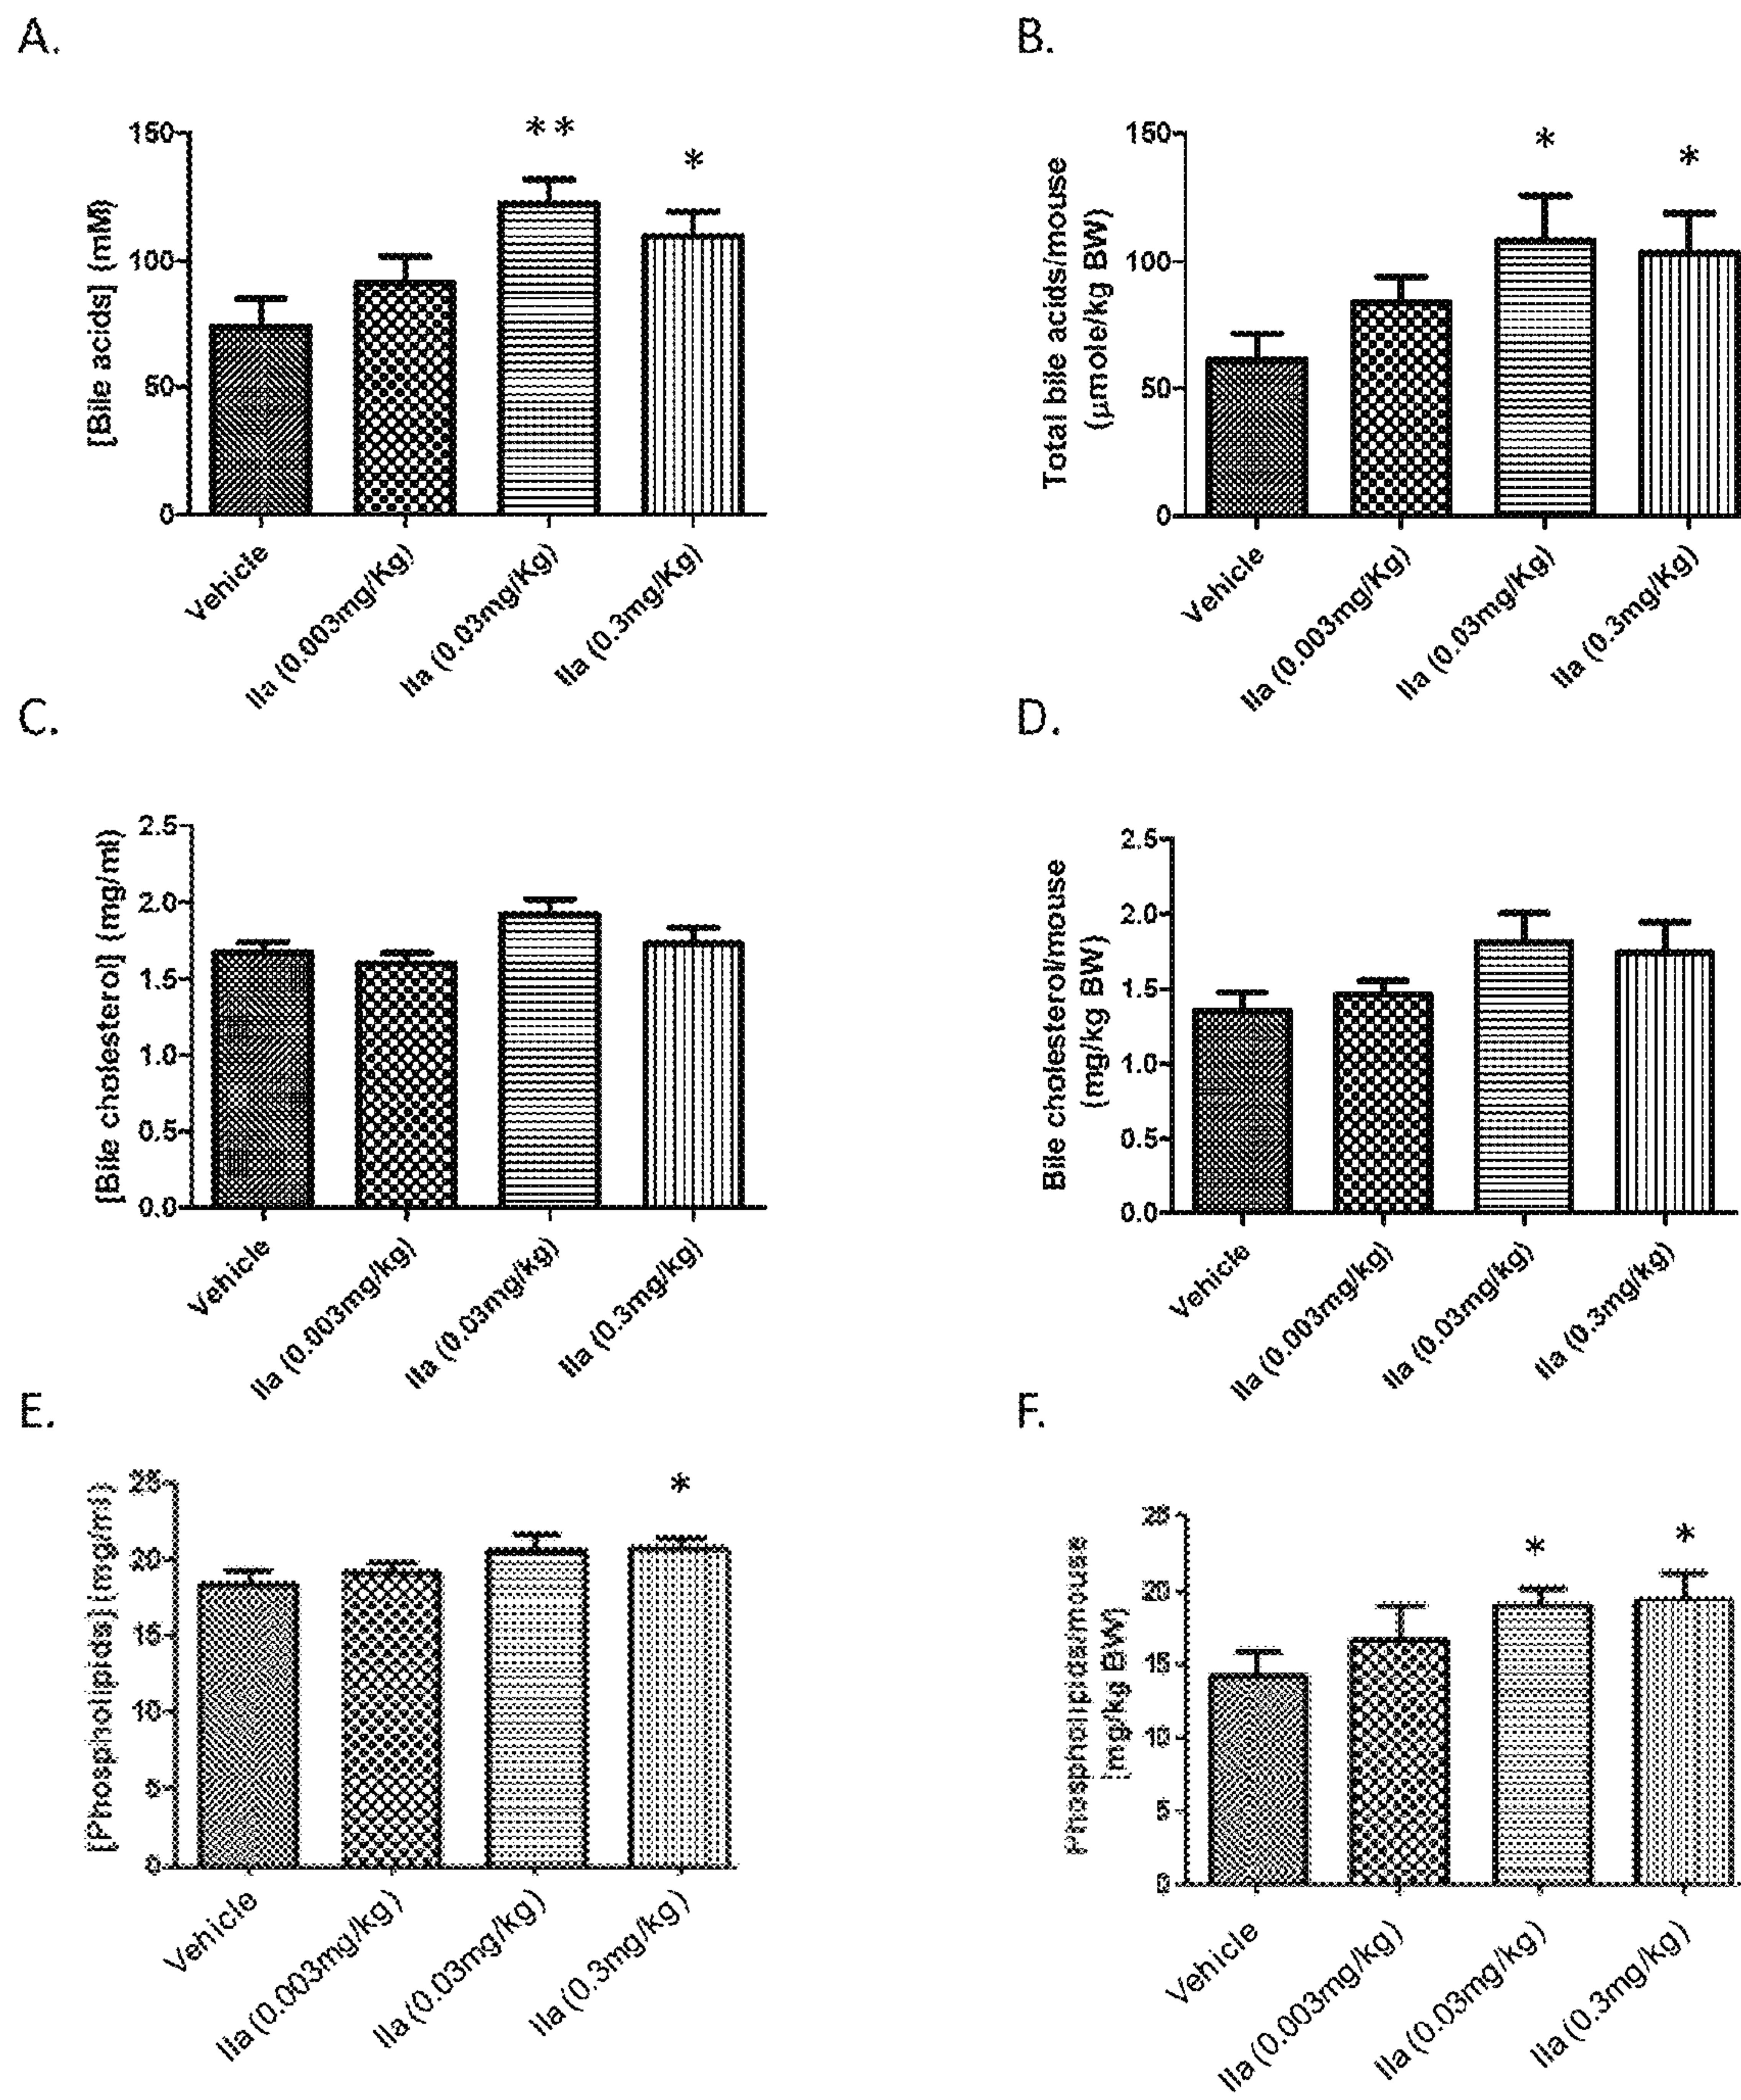 A.
[Bile acids] (mM)
150
100
50
0
**
*
Vehicle
IIa (0.003mg/Kg)
IIa (0.03mg/Kg)
IIa (0.3mg/Kg)
B.
Total bile acids/mouse
(μmole/kg BW)
150
100
50
0
*
*
Vehicle
IIa (0.003mg/Kg)
IIa (0.03mg/Kg)
IIa (0.3mg/Kg)
C.
[Bile cholesterol] (mg/ml)
2.5
2.0
1.5
1.0
0.5
0.0
Vehicle
IIa (0.003mg/kg)
IIa (0.03mg/kg)
IIa (0.3mg/kg)
D.
Bile cholesterol/mouse
(mg/kg BW)
2.5
2.0
1.5
1.0
0.5
0.0
Vehicle
IIa (0.003mg/kg)
IIa (0.03mg/kg)
IIa (0.3mg/kg)
E.
[Phospholipids] (mg/ml)
25
20
15
10
5
0
*
Vehicle
IIa (0.003mg/kg)
IIa (0.03mg/kg)
IIa (0.3mg/kg)
F.
Phospholipids/mouse
(mg/kg BW)
25
20
15
10
5
0
*
*
Vehicle
IIa (0.003mg/kg)
IIa (0.03mg/kg)
IIa (0.3mg/kg)